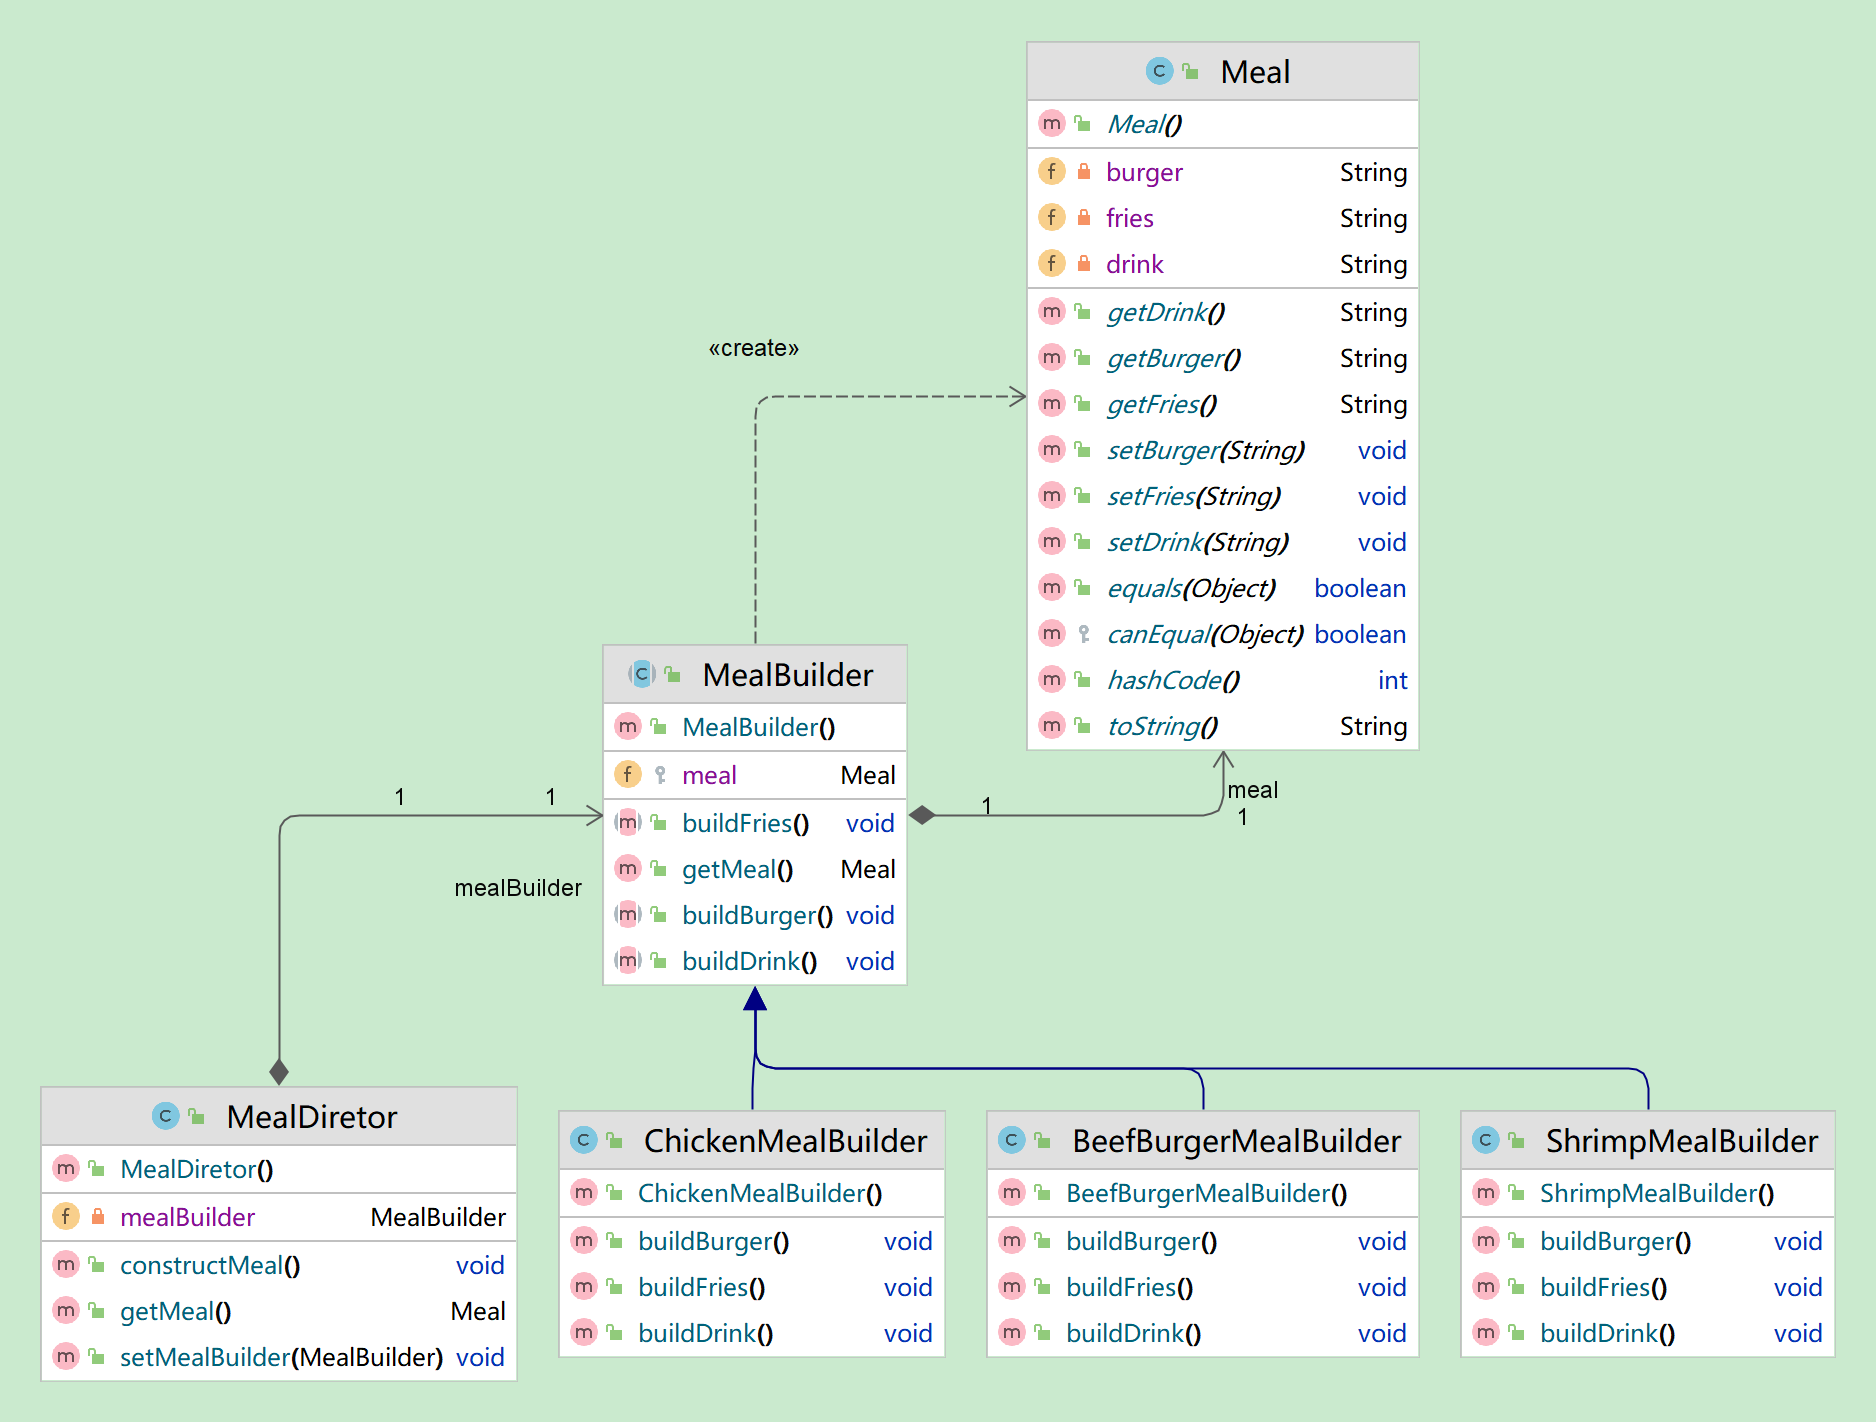 Meal
Meal()
burger String
fries String
drink String
getDrink() String
getBurger() String
getFries() String
setBurger(String) void
setFries(String) void
setDrink(String) void
equals(Object) boolean
canEqual(Object) boolean
hashCode() int
toString() String
«create»
MealBuilder
MealBuilder()
meal Meal
buildFries() void
getMeal() Meal
buildBurger() void
buildDrink() void
1
meal
1
1
1
mealBuilder
MealDiretor
MealDiretor()
mealBuilder MealBuilder
constructMeal() void
getMeal() Meal
setMealBuilder(MealBuilder) void
ChickenMealBuilder
ChickenMealBuilder()
buildBurger() void
buildFries() void
buildDrink() void
BeefBurgerMealBuilder
BeefBurgerMealBuilder()
buildBurger() void
buildFries() void
buildDrink() void
ShrimpMealBuilder
ShrimpMealBuilder()
buildBurger() void
buildFries() void
buildDrink() void